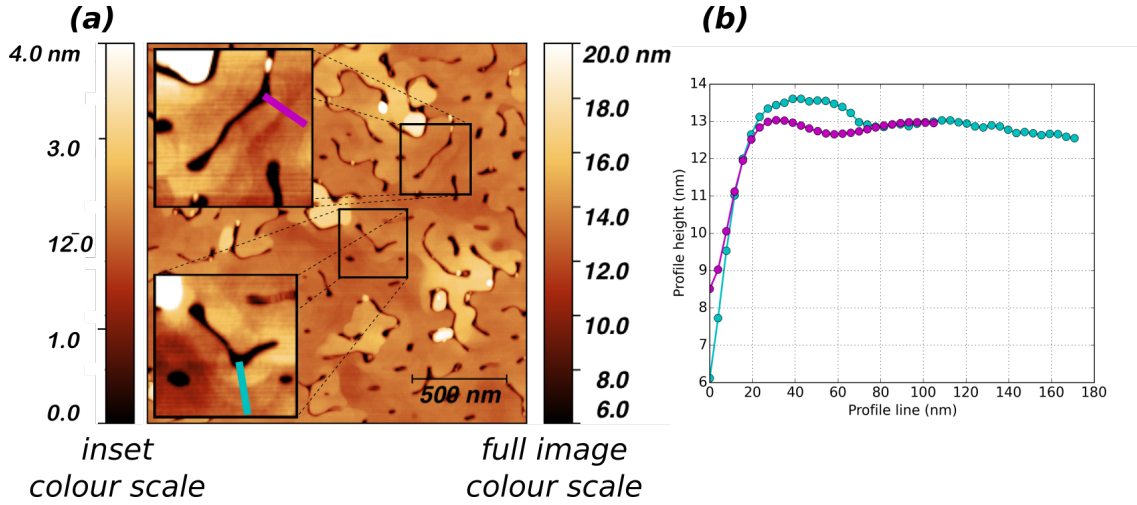 (a)
(b)
4.0 nm
3.0
12.0
1.0
0.0
20.0 nm
18.0
16.0
14.0
12.0
10.0
8.0
6.0
500 nm
inset
colour scale
full image
colour scale
Profile height (nm)
14
13
12
11
10
9
8
7
6
0 20 40 60 80 100 120 140 160 180
Profile line (nm)